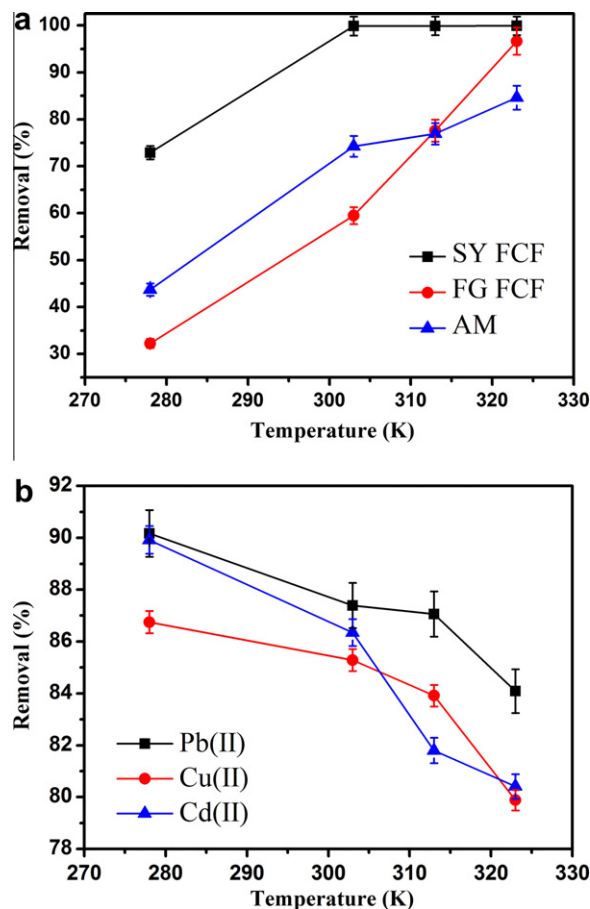 a
100
90
80
70
60
50
40
30
Removal (%)
SY FCF
FG FCF
AM
270 280 290 300 310 320 330
Temperature (K)
b
92
90
88
86
84
82
80
78
Removal (%)
Pb(II)
Cu(II)
Cd(II)
270 280 290 300 310 320 330
Temperature (K)